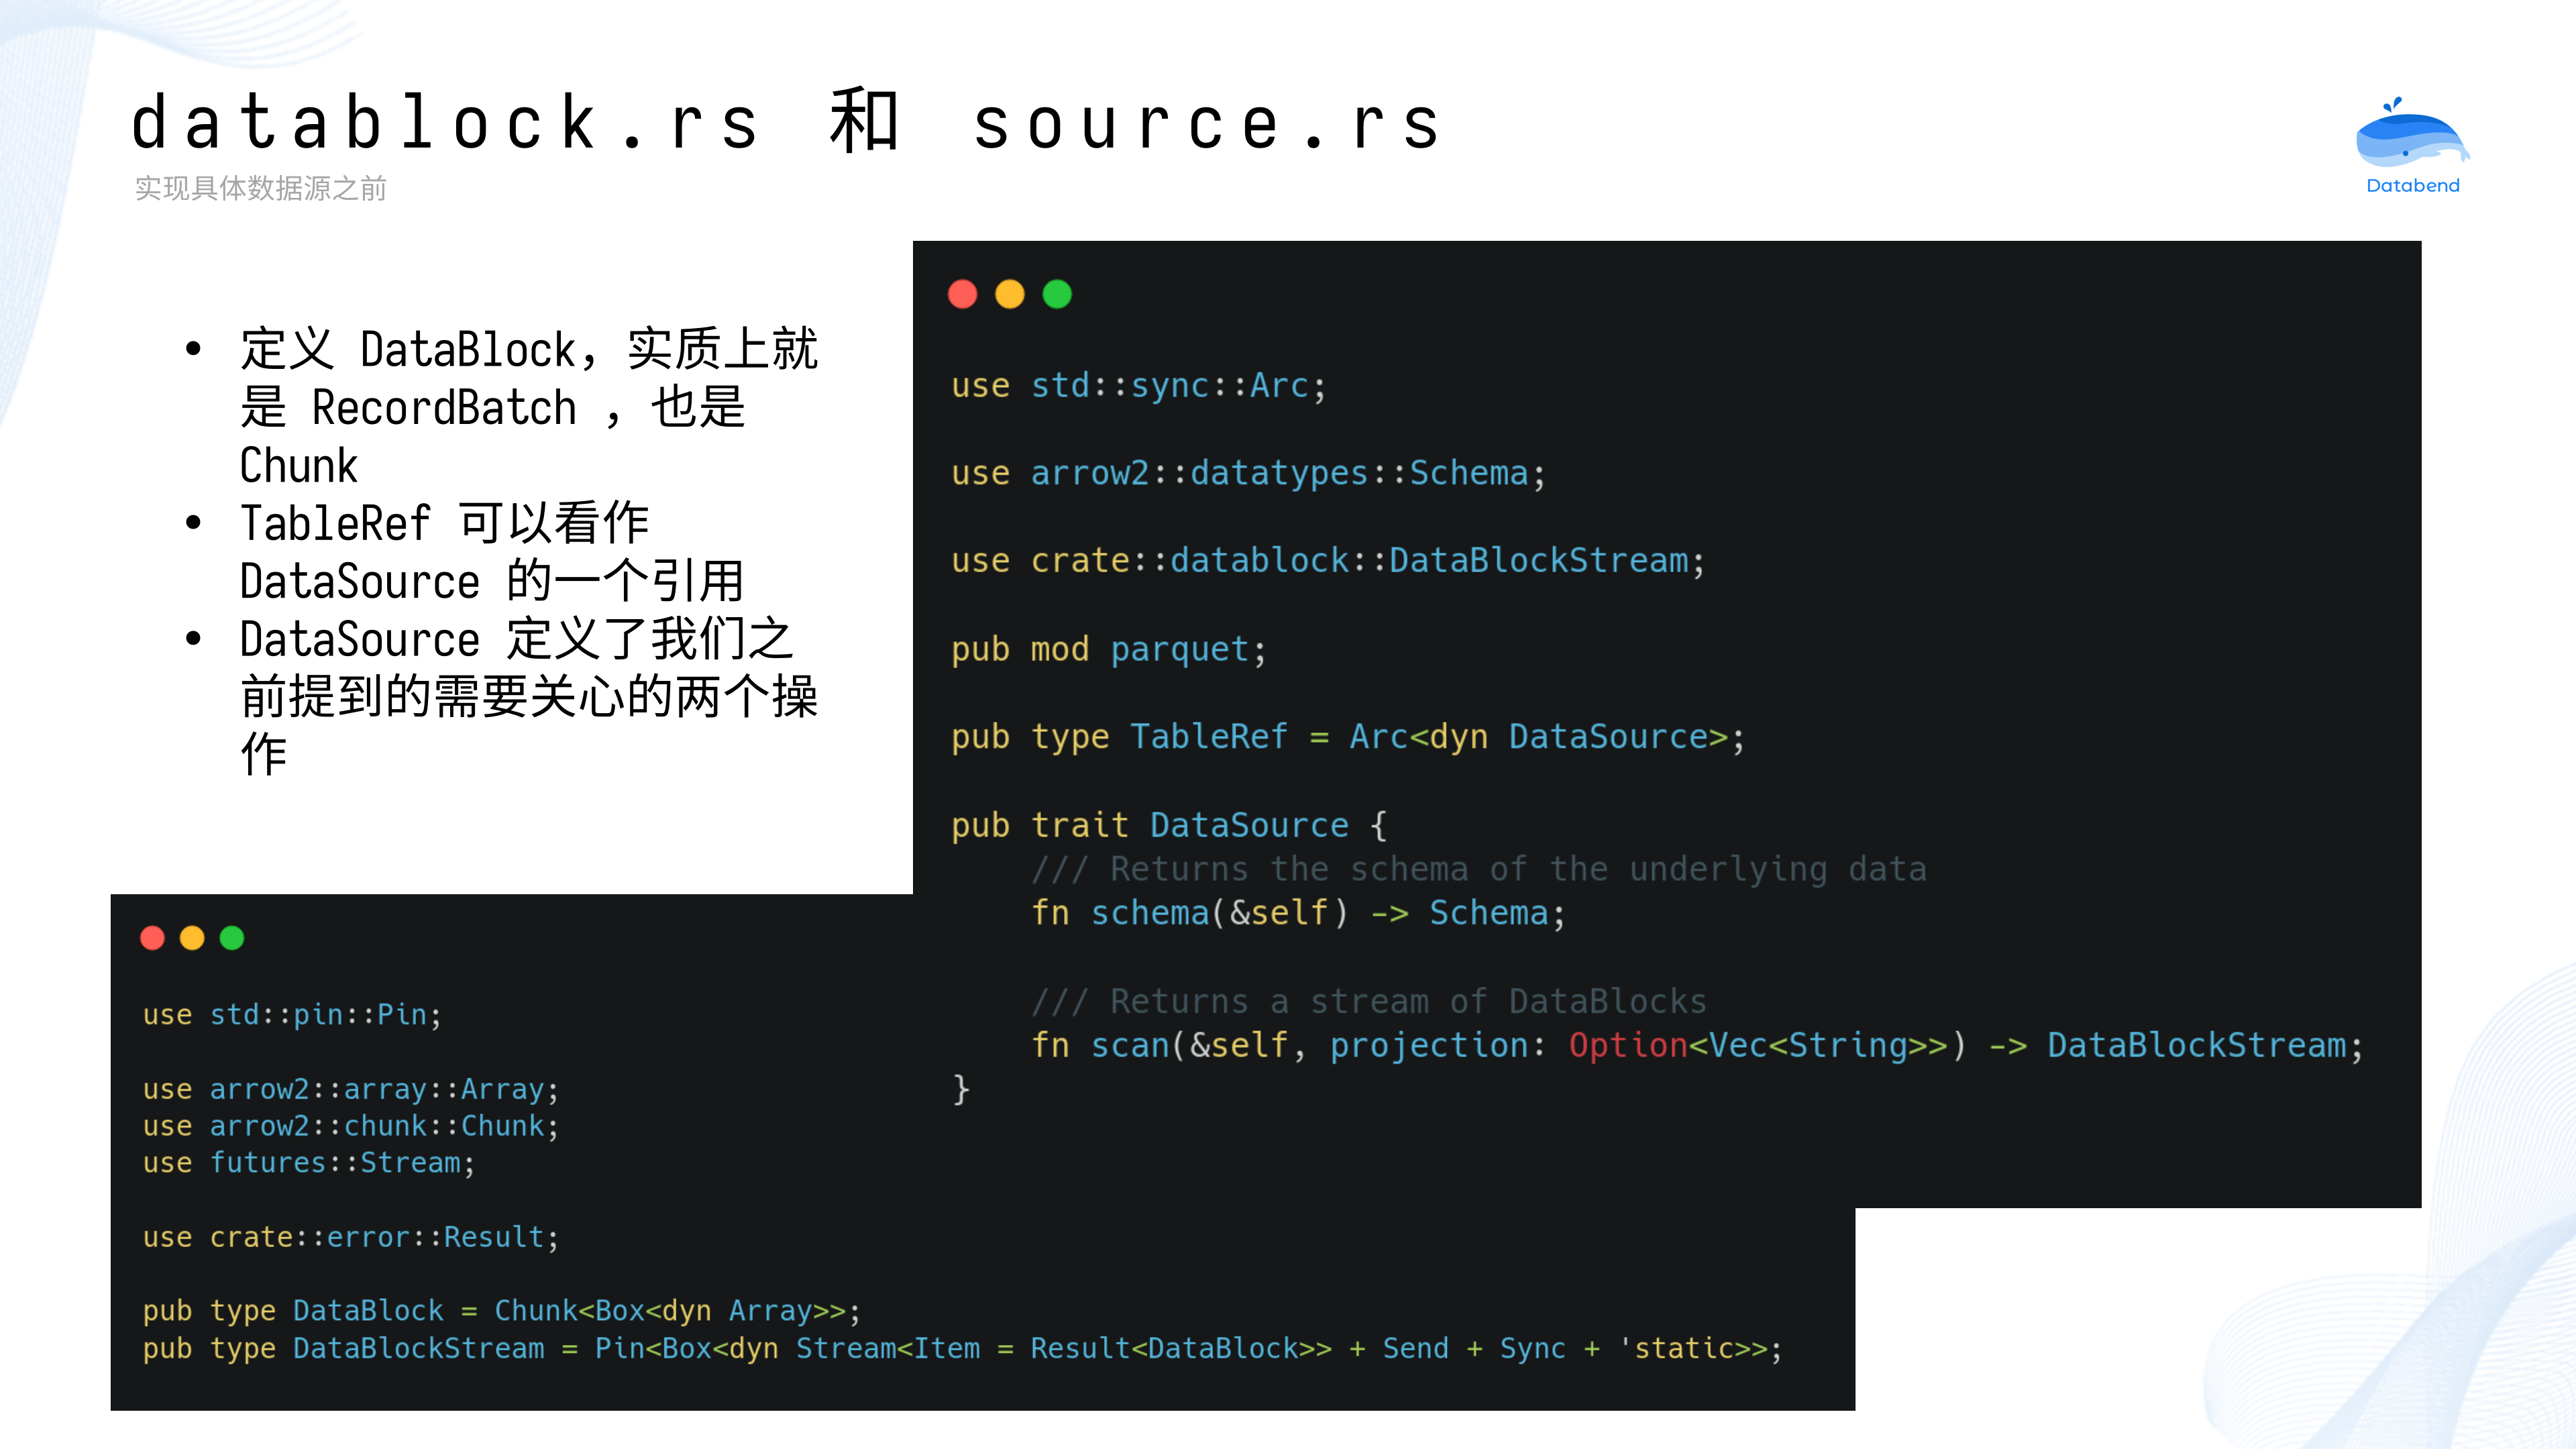 datablock.rs 和 source.rs
实现具体数据源之前
Databend
• 定义 DataBlock，实质上就
是 RecordBatch ，也是
Chunk
• TableRef 可以看作
DataSource 的一个引用
• DataSource 定义了我们之
前提到的需要关心的两个操
作
use std::sync::Arc;
use arrow2::datatypes::Schema;
use crate::datablock::DataBlockStream;
pub mod parquet;
pub type TableRef = Arc<dyn DataSource>;
pub trait DataSource {
    /// Returns the schema of the underlying data
    fn schema(&self) -> Schema;
    /// Returns a stream of DataBlocks
    fn scan(&self, projection: Option<Vec<String>>) -> DataBlockStream;
}
use std::pin::Pin;
use arrow2::array::Array;
use arrow2::chunk::Chunk;
use futures::Stream;
use crate::error::Result;
pub type DataBlock = Chunk<Box<dyn Array>>;
pub type DataBlockStream = Pin<Box<dyn Stream<Item = Result<DataBlock>> + Send + Sync + 'static>>;